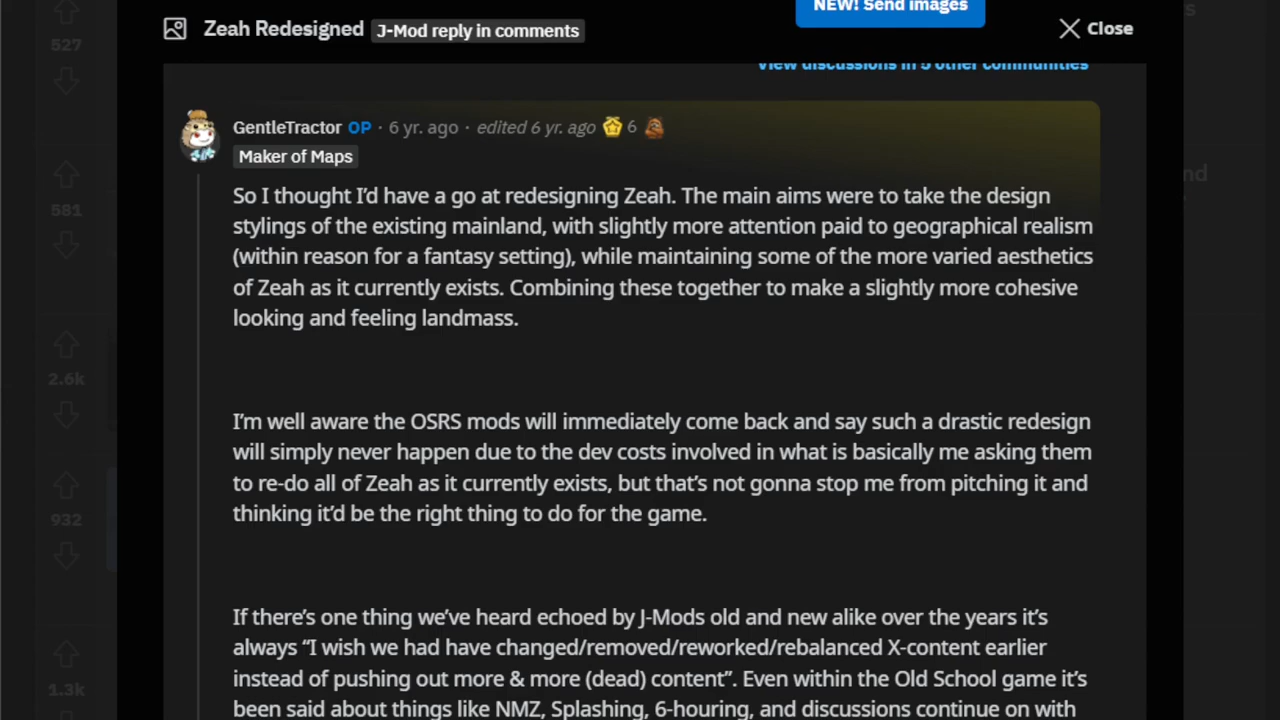 527
581
2.6k
932
1.3k
NEW! Send images
Zeah Redesigned J-Mod reply in comments
Close
View discussions in 5 other communities
GentleTractor OP · 6 yr. ago · edited 6 yr. ago 6
Maker of Maps
So I thought I'd have a go at redesigning Zeah. The main aims were to take the design
stylings of the existing mainland, with slightly more attention paid to geographical realism
(within reason for a fantasy setting), while maintaining some of the more varied aesthetics
of Zeah as it currently exists. Combining these together to make a slightly more cohesive
looking and feeling landmass.
I'm well aware the OSRS mods will immediately come back and say such a drastic redesign
will simply never happen due to the dev costs involved in what is basically me asking them
to re-do all of Zeah as it currently exists, but that's not gonna stop me from pitching it and
thinking it'd be the right thing to do for the game.
If there's one thing we've heard echoed by J-Mods old and new alike over the years it's
always “I wish we had have changed/removed/reworked/rebalanced X-content earlier
instead of pushing out more & more (dead) content”. Even within the Old School game it's
been said about things like NMZ, Splashing, 6-houring, and discussions continue on with